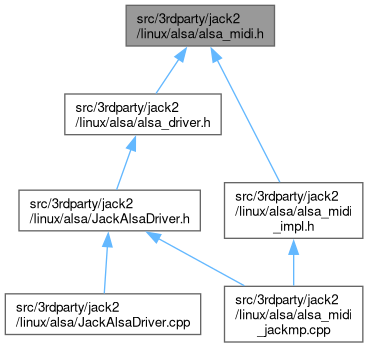 src/3rdparty/jack2
/linux/alsa/alsa_midi.h
src/3rdparty/jack2
/linux/alsa/alsa_driver.h
src/3rdparty/jack2
/linux/alsa/JackAlsaDriver.h
src/3rdparty/jack2
/linux/alsa/alsa_midi
_impl.h
src/3rdparty/jack2
/linux/alsa/JackAlsaDriver.cpp
src/3rdparty/jack2
/linux/alsa/alsa_midi
_jackmp.cpp